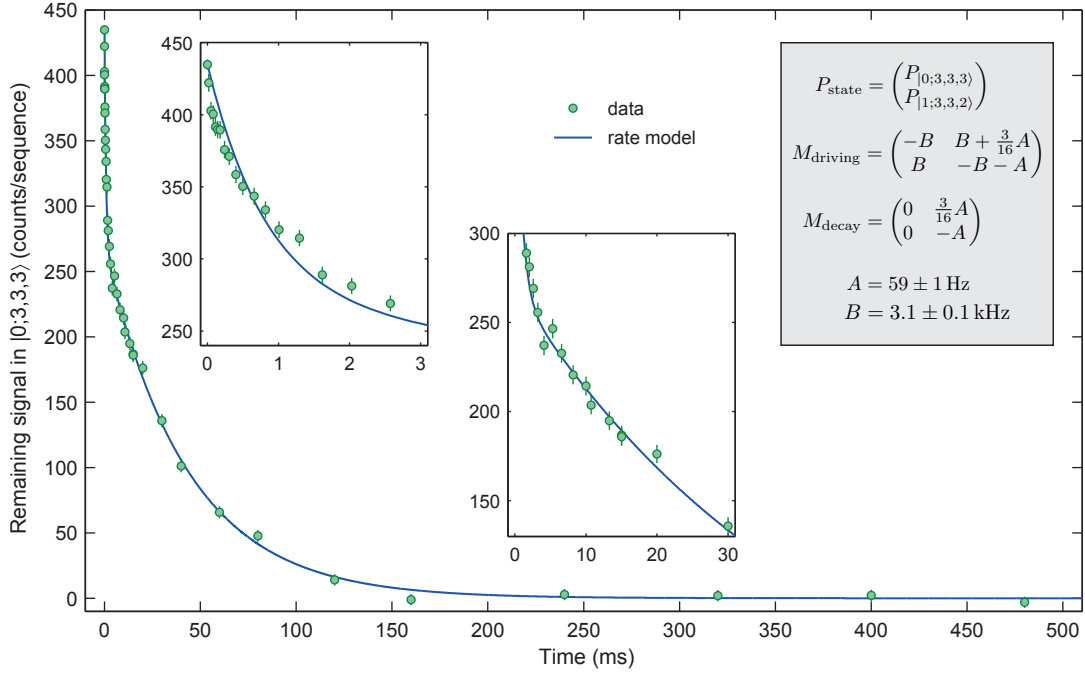 Remaining signal in |0;3,3,3⟩ (counts/sequence)
450
400
350
300
250
200
150
100
50
0
0 50 100 150 200 250 300 350 400 450 500
Time (ms)
450
400
350
300
250
0 1 2 3
data
rate model
300
250
200
150
0 10 20 30
P_state = (P_|0;3,3,3⟩
P_|1;3,3,2⟩)
M_driving = (−B B + 3/16 A
B −B − A)
M_decay = (0 3/16 A
0 −A)
A = 59 ± 1 Hz
B = 3.1 ± 0.1 kHz